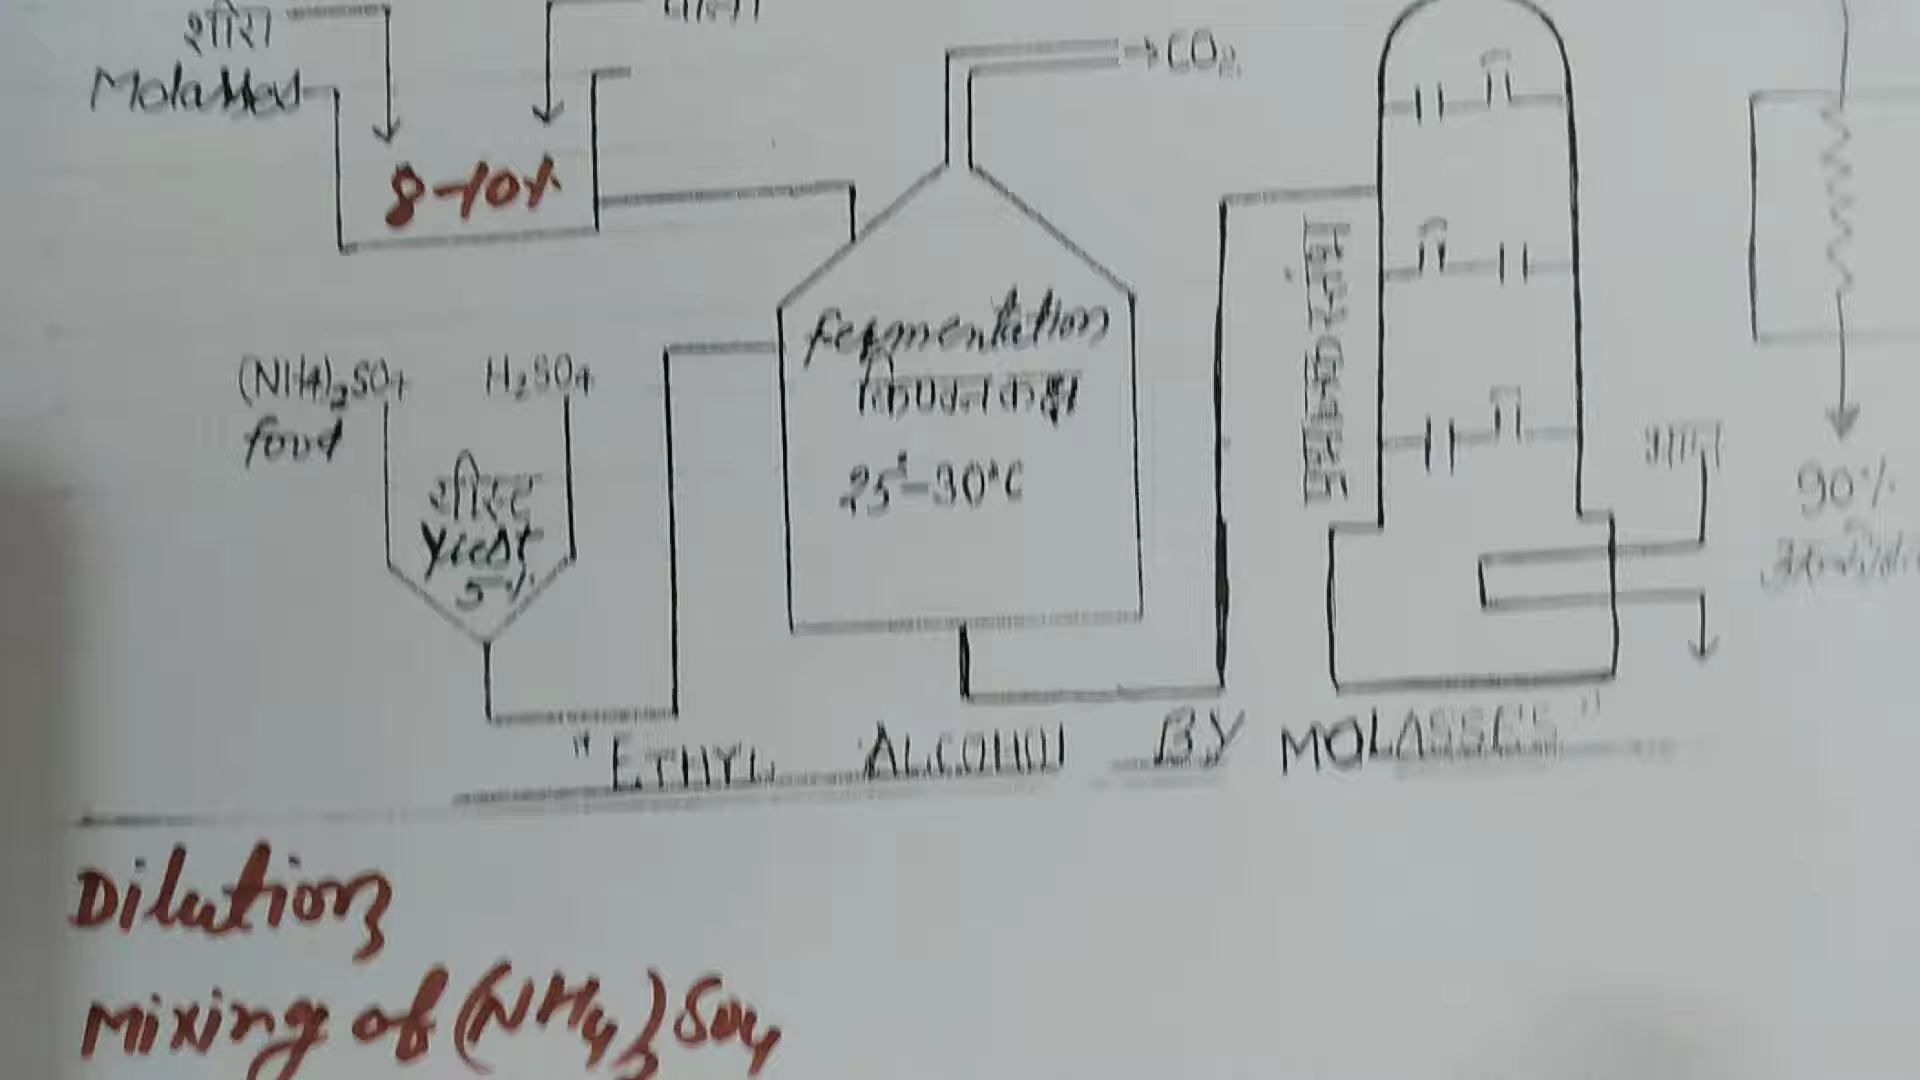 शीरा
Molasses
8-10%
→CO₂
(NH4)₂SO4 H₂SO4
food
यीस्ट
Yiest
5%
fermentation
किण्वन कक्ष
25°-30°C
भाप
90%
"ETHYL ALCOHOL BY MOLASSES"
Dilution
Mixing of (NH4)2SO4